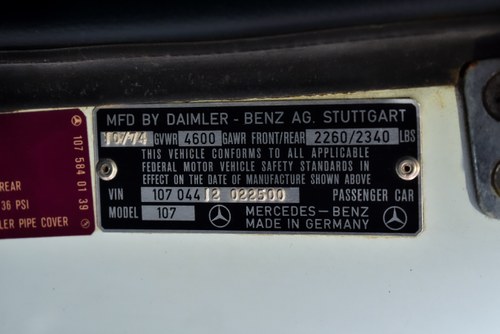 MFD BY DAIMLER - BENZ AG. STUTTGART
10/74 GVWR 4600 GAWR FRONT/REAR 2260/2340 LBS
THIS VEHICLE CONFORMS TO ALL APPLICABLE
FEDERAL MOTOR VEHICLE SAFETY STANDARDS IN
EFFECT ON THE DATE OF MANUFACTURE SHOWN ABOVE
VIN 107 044 12 022500 PASSENGER CAR
MODEL 107 MERCEDES-BENZ
MADE IN GERMANY
107 584 01 39
REAR
36 PSI
LER PIPE COVER